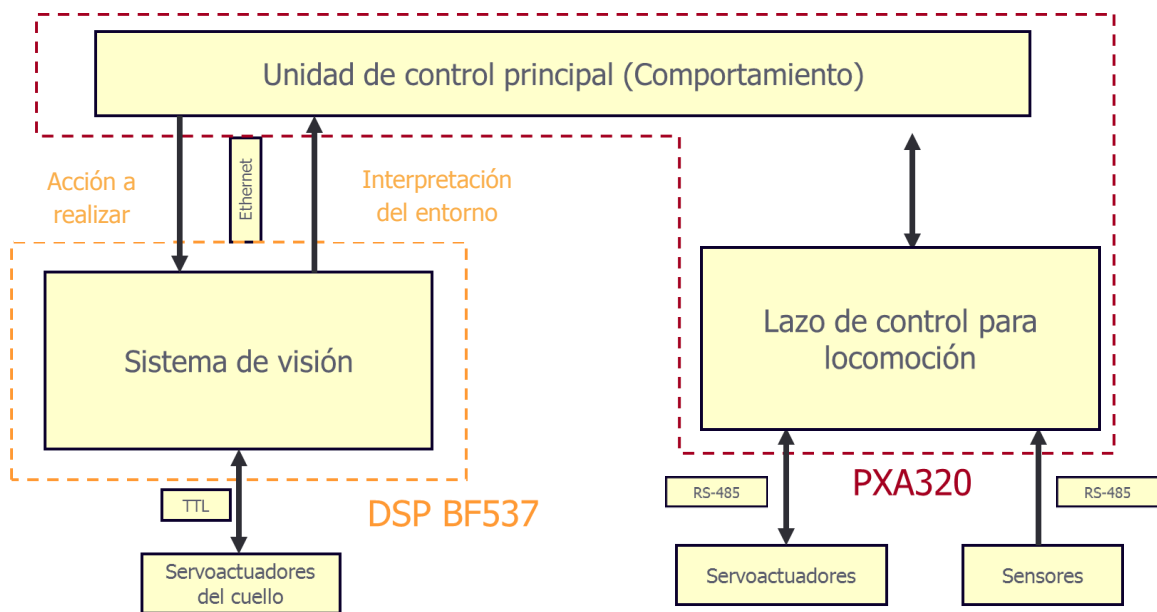 Unidad de control principal (Comportamiento)
Acción a
realizar
Ethernet
Interpretación
del entorno
Sistema de visión
Lazo de control para
locomoción
TTL
DSP BF537
RS-485
PXA320
RS-485
Servoactuadores
del cuello
Servoactuadores
Sensores